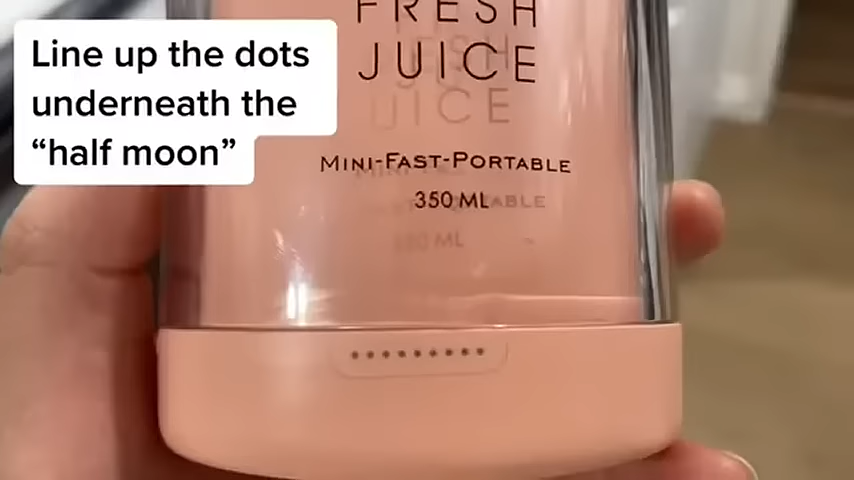 Line up the dots
underneath the
“half moon”
FRESH
JUICE
MINI-FAST-PORTABLE
350 ML